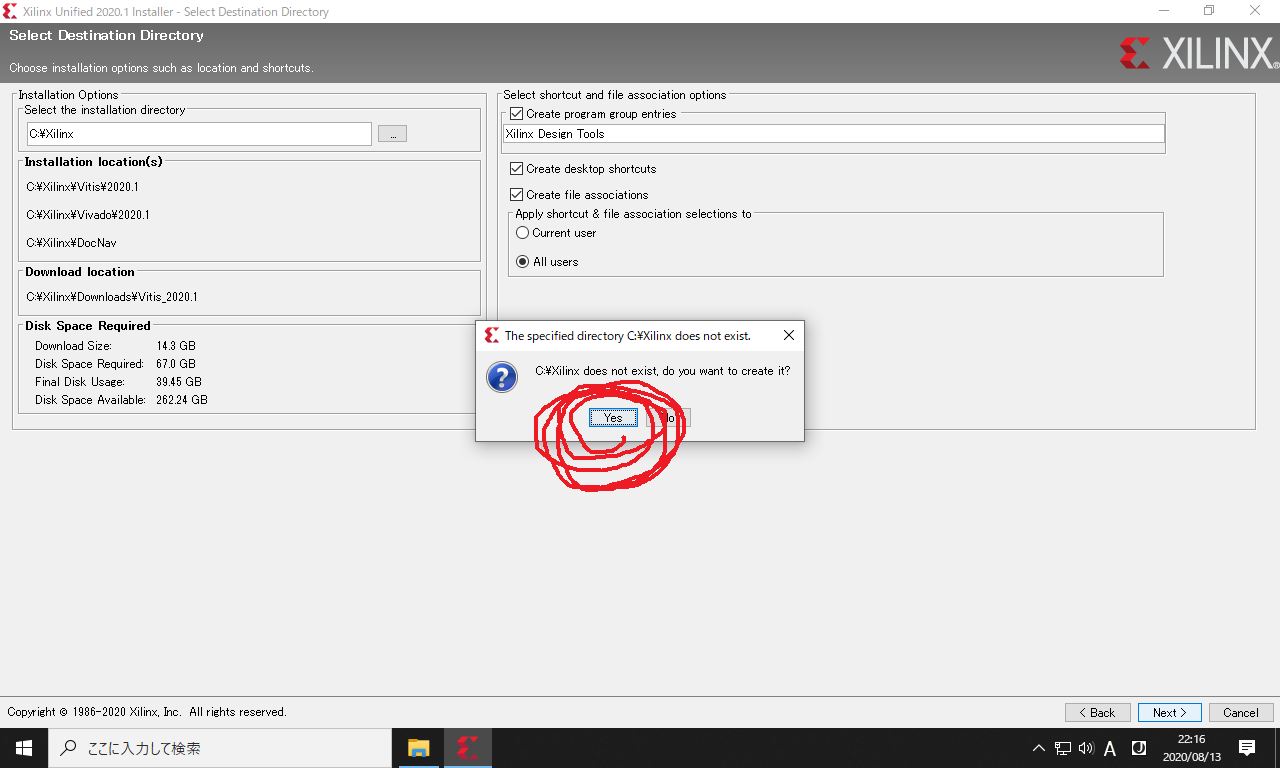 Xilinx Unified 2020.1 Installer - Select Destination Directory
Select Destination Directory
Choose installation options such as location and shortcuts.
XILINX®
Installation Options
Select the installation directory
C:¥Xilinx
...
Installation location(s)
C:¥Xilinx¥Vitis¥2020.1
C:¥Xilinx¥Vivado¥2020.1
C:¥Xilinx¥DocNav
Download location
C:¥Xilinx¥Downloads¥Vitis_2020.1
Disk Space Required
Download Size: 14.3 GB
Disk Space Required: 67.0 GB
Final Disk Usage: 39.45 GB
Disk Space Available: 262.24 GB
Select shortcut and file association options
Create program group entries
Xilinx Design Tools
Create desktop shortcuts
Create file associations
Apply shortcut & file association selections to
Current user
All users
The specified directory C:¥Xilinx does not exist.
C:¥Xilinx does not exist, do you want to create it?
Yes
Copyright © 1986-2020 Xilinx, Inc. All rights reserved.
< Back Next > Cancel
ここに入力して検索
A J
22:16
2020/08/13